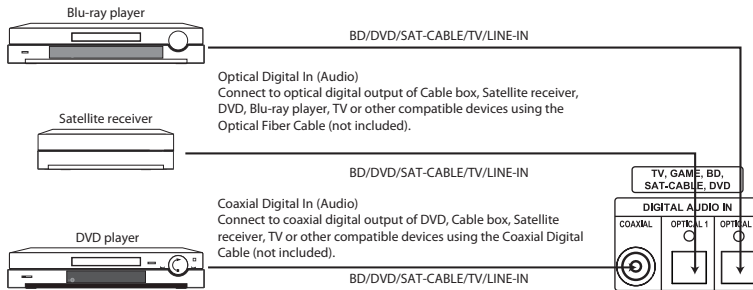 Blu-ray player
BD/DVD/SAT-CABLE/TV/LINE-IN
Optical Digital In (Audio)
Connect to optical digital output of Cable box, Satellite receiver,
DVD, Blu-ray player, TV or other compatible devices using the
Optical Fiber Cable (not included).
Satellite receiver
BD/DVD/SAT-CABLE/TV/LINE-IN
TV, GAME, BD,
SAT-CABLE, DVD
Coaxial Digital In (Audio)
Connect to coaxial digital output of DVD, Cable box, Satellite
receiver, TV or other compatible devices using the Coaxial Digital
Cable (not included).
DIGITAL AUDIO IN
COAXIAL OPTICAL 1 OPTICAL
DVD player
BD/DVD/SAT-CABLE/TV/LINE-IN